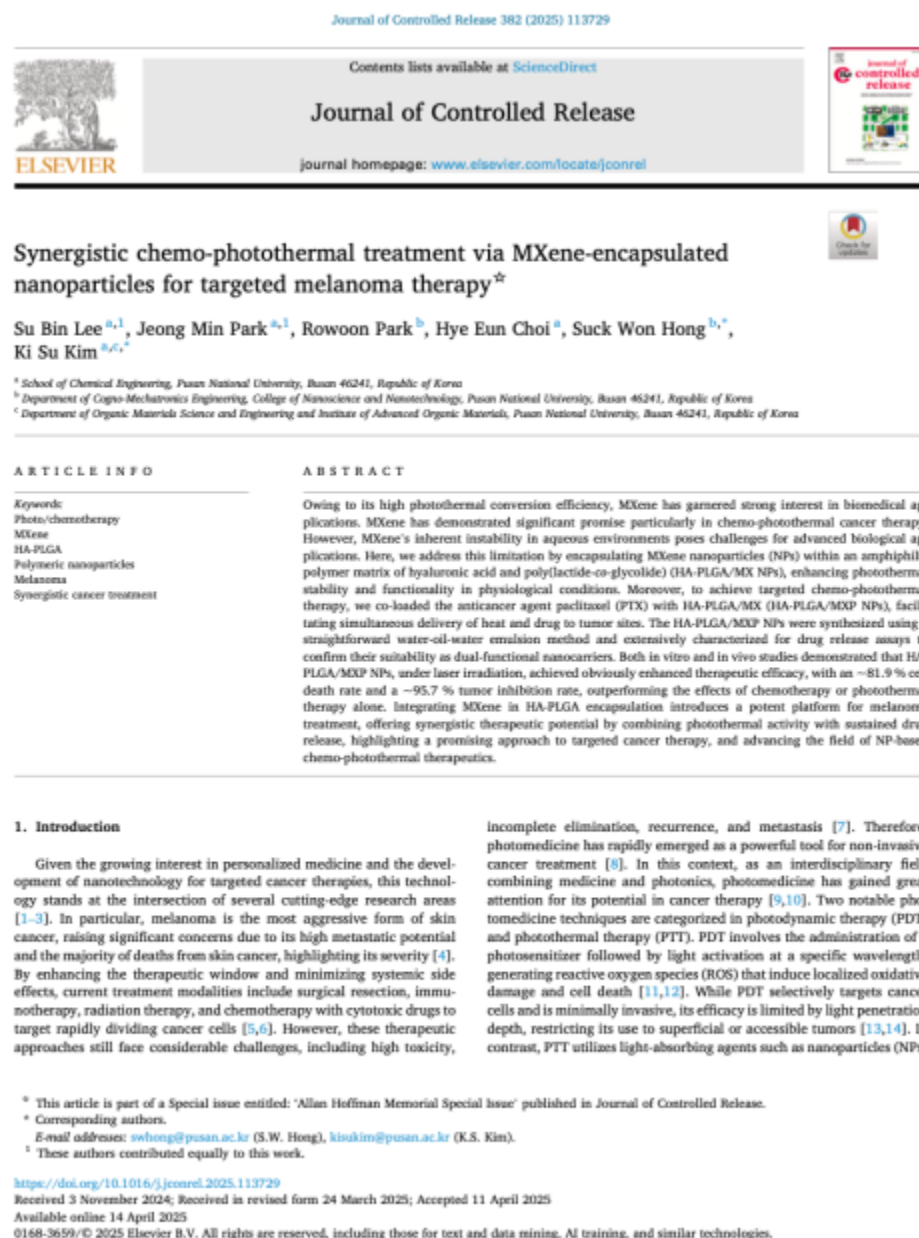 Journal of Controlled Release 382 (2025) 113729
Contents lists available at ScienceDirect
Journal of Controlled Release
journal homepage: www.elsevier.com/locate/jconrel
ELSEVIER
journal of
controlled
release
Check for
updates
Synergistic chemo-photothermal treatment via MXene-encapsulated
nanoparticles for targeted melanoma therapy☆
Su Bin Lee a,1, Jeong Min Park a,1, Rowoon Park b, Hye Eun Choi a, Suck Won Hong b,*,
Ki Su Kim a,c,*
a School of Chemical Engineering, Pusan National University, Busan 46241, Republic of Korea
b Department of Cogno-Mechatronics Engineering, College of Nanoscience and Nanotechnology, Pusan National University, Busan 46241, Republic of Korea
c Department of Organic Materials Science and Engineering and Institute of Advanced Organic Materials, Pusan National University, Busan 46241, Republic of Korea
ARTICLE INFO
Keywords:
Photo/chemotherapy
MXene
HA-PLGA
Polymeric nanoparticles
Melanoma
Synergistic cancer treatment
ABSTRACT
Owing to its high photothermal conversion efficiency, MXene has garnered strong interest in biomedical ap
plications. MXene has demonstrated significant promise particularly in chemo-photothermal cancer therapy
However, MXene's inherent instability in aqueous environments poses challenges for advanced biological ap
plications. Here, we address this limitation by encapsulating MXene nanoparticles (NPs) within an amphiphil
polymer matrix of hyaluronic acid and poly(lactide-co-glycolide) (HA-PLGA/MX NPs), enhancing phototherma
stability and functionality in physiological conditions. Moreover, to achieve targeted chemo-phototherma
therapy, we co-loaded the anticancer agent paclitaxel (PTX) with HA-PLGA/MX (HA-PLGA/MXP NPs), facil
tating simultaneous delivery of heat and drug to tumor sites. The HA-PLGA/MXP NPs were synthesized using
straightforward water-oil-water emulsion method and extensively characterized for drug release assays t
confirm their suitability as dual-functional nanocarriers. Both in vitro and in vivo studies demonstrated that HA
PLGA/MXP NPs, under laser irradiation, achieved obviously enhanced therapeutic efficacy, with an ~81.9 % ce
death rate and a ~95.7 % tumor inhibition rate, outperforming the effects of chemotherapy or phototherma
therapy alone. Integrating MXene in HA-PLGA encapsulation introduces a potent platform for melanom
treatment, offering synergistic therapeutic potential by combining photothermal activity with sustained dru
release, highlighting a promising approach to targeted cancer therapy, and advancing the field of NP-base
chemo-photothermal therapeutics.
1. Introduction
Given the growing interest in personalized medicine and the devel-
opment of nanotechnology for targeted cancer therapies, this technol-
ogy stands at the intersection of several cutting-edge research areas
[1–3]. In particular, melanoma is the most aggressive form of skin
cancer, raising significant concerns due to its high metastatic potential
and the majority of deaths from skin cancer, highlighting its severity [4].
By enhancing the therapeutic window and minimizing systemic side
effects, current treatment modalities include surgical resection, immu-
notherapy, radiation therapy, and chemotherapy with cytotoxic drugs to
target rapidly dividing cancer cells [5,6]. However, these therapeutic
approaches still face considerable challenges, including high toxicity,
incomplete elimination, recurrence, and metastasis [7]. Therefore
photomedicine has rapidly emerged as a powerful tool for non-invasiv
cancer treatment [8]. In this context, as an interdisciplinary fiel
combining medicine and photonics, photomedicine has gained grea
attention for its potential in cancer therapy [9,10]. Two notable pho
tomedicine techniques are categorized in photodynamic therapy (PDT
and photothermal therapy (PTT). PDT involves the administration of
photosensitizer followed by light activation at a specific wavelength
generating reactive oxygen species (ROS) that induce localized oxidativ
damage and cell death [11,12]. While PDT selectively targets cance
cells and is minimally invasive, its efficacy is limited by light penetratio
depth, restricting its use to superficial or accessible tumors [13,14]. I
contrast, PTT utilizes light-absorbing agents such as nanoparticles (NPs
☆ This article is part of a Special issue entitled: 'Allan Hoffman Memorial Special Issue' published in Journal of Controlled Release.
* Corresponding authors.
E-mail addresses: swhong@pusan.ac.kr (S.W. Hong), kisukim@pusan.ac.kr (K.S. Kim).
1 These authors contributed equally to this work.
https://doi.org/10.1016/j.jconrel.2025.113729
Received 3 November 2024; Received in revised form 24 March 2025; Accepted 11 April 2025
Available online 14 April 2025
0168-3659/© 2025 Elsevier B.V. All rights are reserved, including those for text and data mining, AI training, and similar technologies.